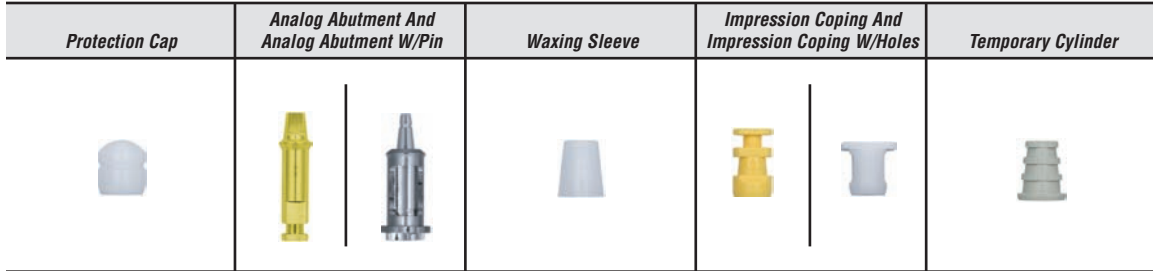 Protection Cap
Analog Abutment And
Analog Abutment W/Pin
Waxing Sleeve
Impression Coping And
Impression Coping W/Holes
Temporary Cylinder